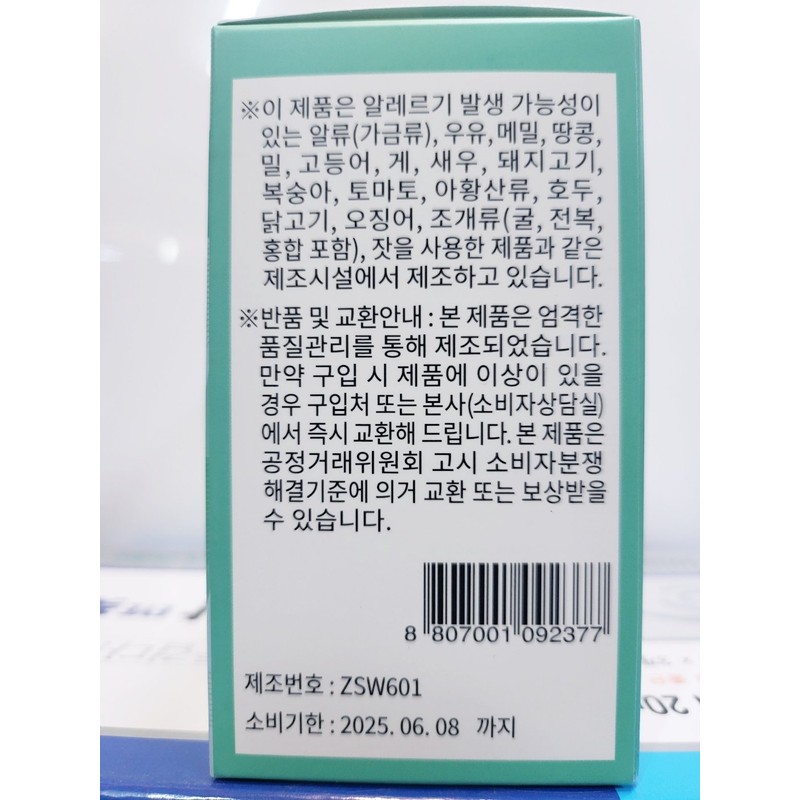 ※이 제품은 알레르기 발생 가능성이
있는 알류(가금류), 우유, 메밀, 땅콩,
밀, 고등어, 게, 새우, 돼지고기,
복숭아, 토마토, 아황산류, 호두,
닭고기, 오징어, 조개류(굴, 전복,
홍합 포함), 잣을 사용한 제품과 같은
제조시설에서 제조하고 있습니다.
※반품 및 교환안내 : 본 제품은 엄격한
품질관리를 통해 제조되었습니다.
만약 구입 시 제품에 이상이 있을
경우 구입처 또는 본사(소비자상담실)
에서 즉시 교환해 드립니다. 본 제품은
공정거래위원회 고시 소비자분쟁
해결기준에 의거 교환 또는 보상받을
수 있습니다.
8 807001 092377
제조번호 : ZSW601
소비기한 : 2025. 06. 08 까지